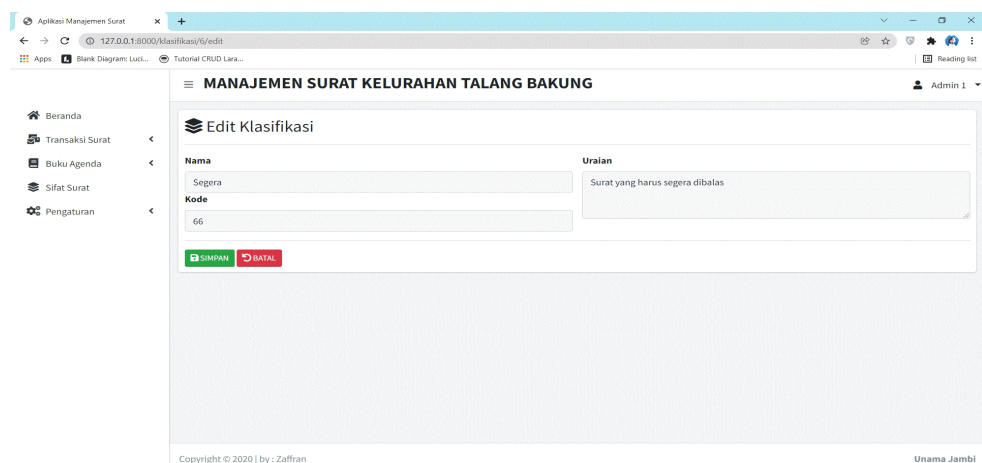 Aplikasi Manajemen Surat
127.0.0.1:8000/klasifikasi/6/edit
Apps
Blank Diagram: Luci...
Tutorial CRUD Lara...
Reading list
MANAJEMEN SURAT KELURAHAN TALANG BAKUNG
Admin 1
Beranda
Transaksi Surat
Buku Agenda
Sifat Surat
Pengaturan
Edit Klasifikasi
Nama
Segera
Kode
66
Uraian
Surat yang harus segera dibalas
SIMPAN
BATAL
Copyright © 2020 | by : Zaffran
Unama Jambi